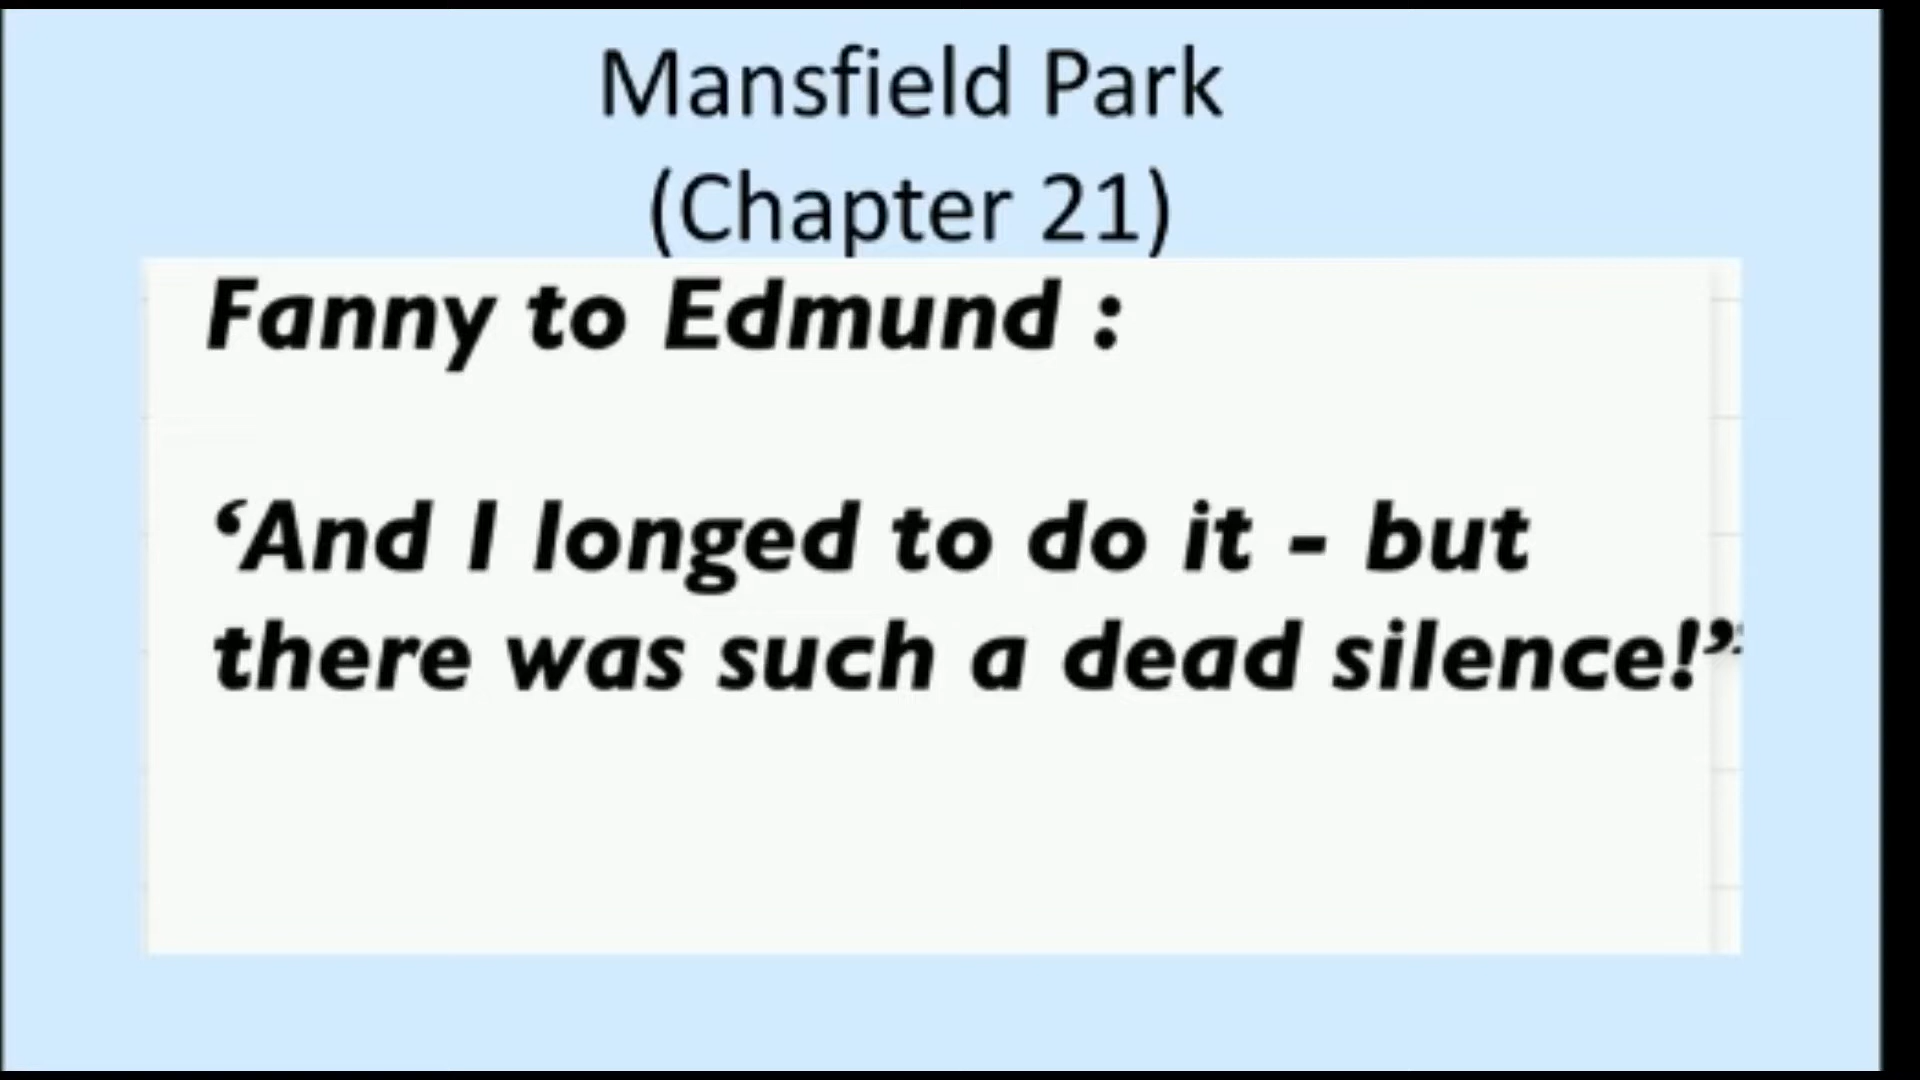 Mansfield Park
(Chapter 21)
Fanny to Edmund :
‘And I longed to do it - but
there was such a dead silence!’